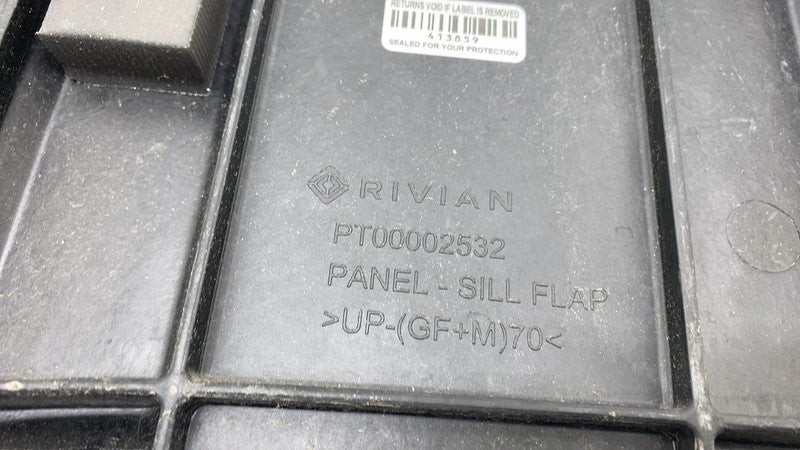 RETURNS VOID IF LABEL IS REMOVED
413859
SEALED FOR YOUR PROTECTION
RIVIAN
PT00002532
PANEL - SILL FLAP
>UP-(GF+M)70<